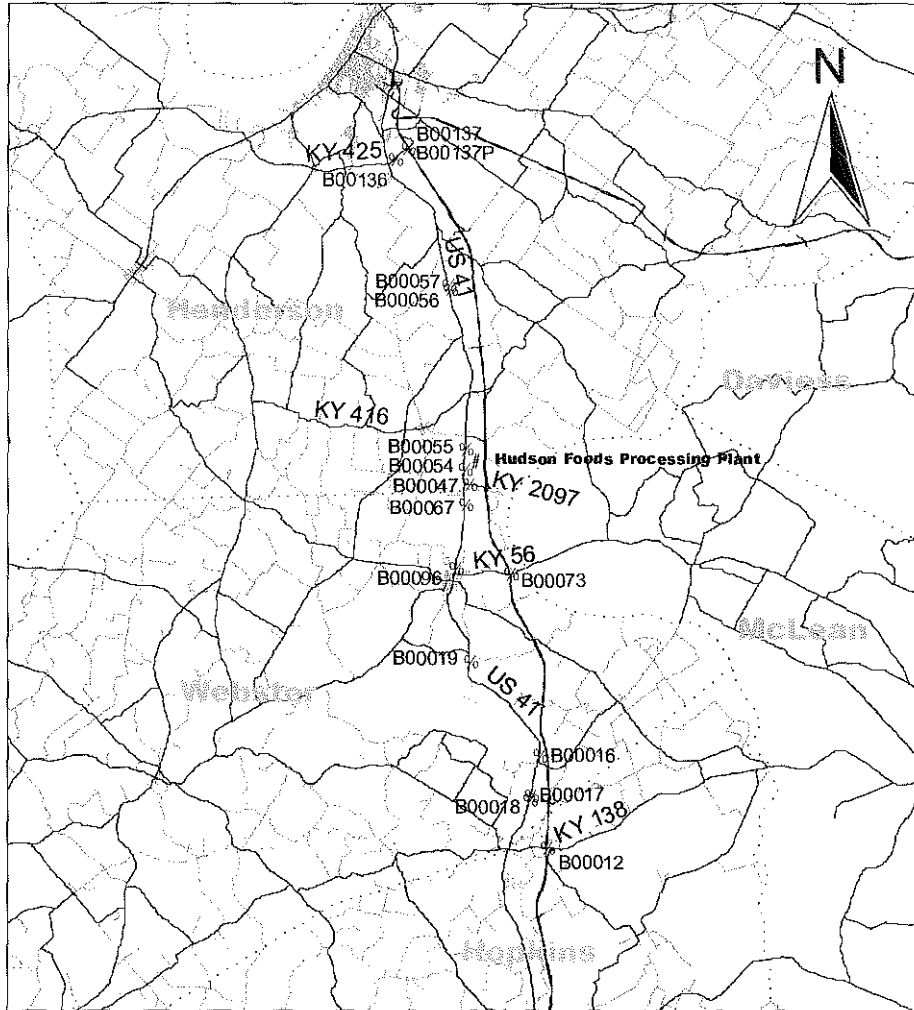 N
B00137
KY 425
B00137P
B00136
US 41
B00057
B00056
Henderson
Daviess
KY 416
B00055
Hudson Foods Processing Plant
B00054
B00047
KY 2097
B00067
KY 56
B00096
B00073
McLean
B00019
Webster
US 41
B00016
B00017
B00018
KY 138
B00012
Hopkins